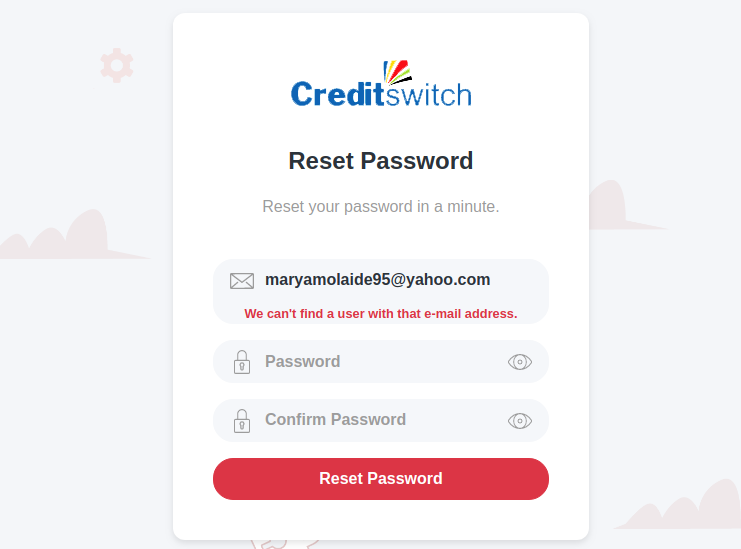 Creditswitch
Reset Password
Reset your password in a minute.
maryamolaide95@yahoo.com
We can't find a user with that e-mail address.
Password
Confirm Password
Reset Password